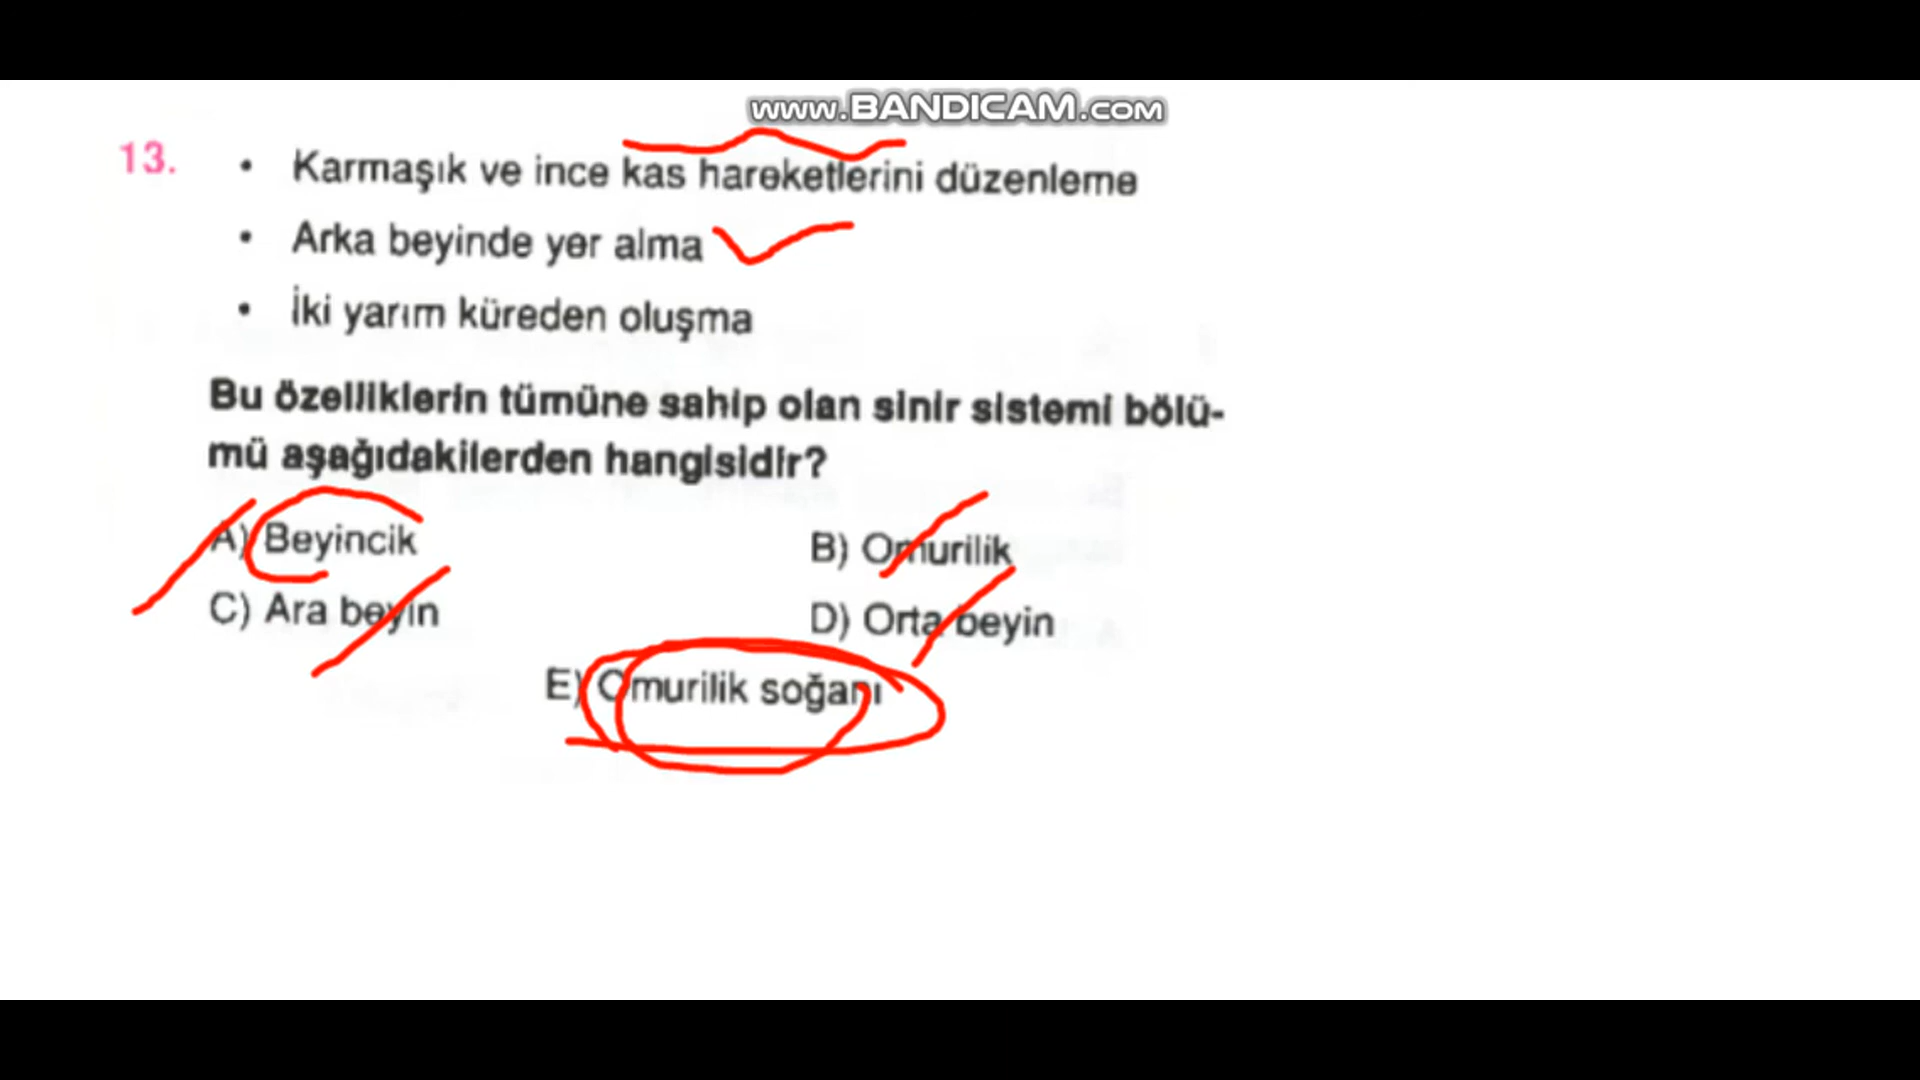 www.BANDICAM.com
13. • Karmaşık ve ince kas hareketlerini düzenleme
• Arka beyinde yer alma
• İki yarım küreden oluşma
Bu özelliklerin tümüne sahip olan sinir sistemi bölü-
mü aşağıdakilerden hangisidir?
A) Beyincik B) Omurilik
C) Ara beyin D) Orta beyin
E) Omurilik soğanı